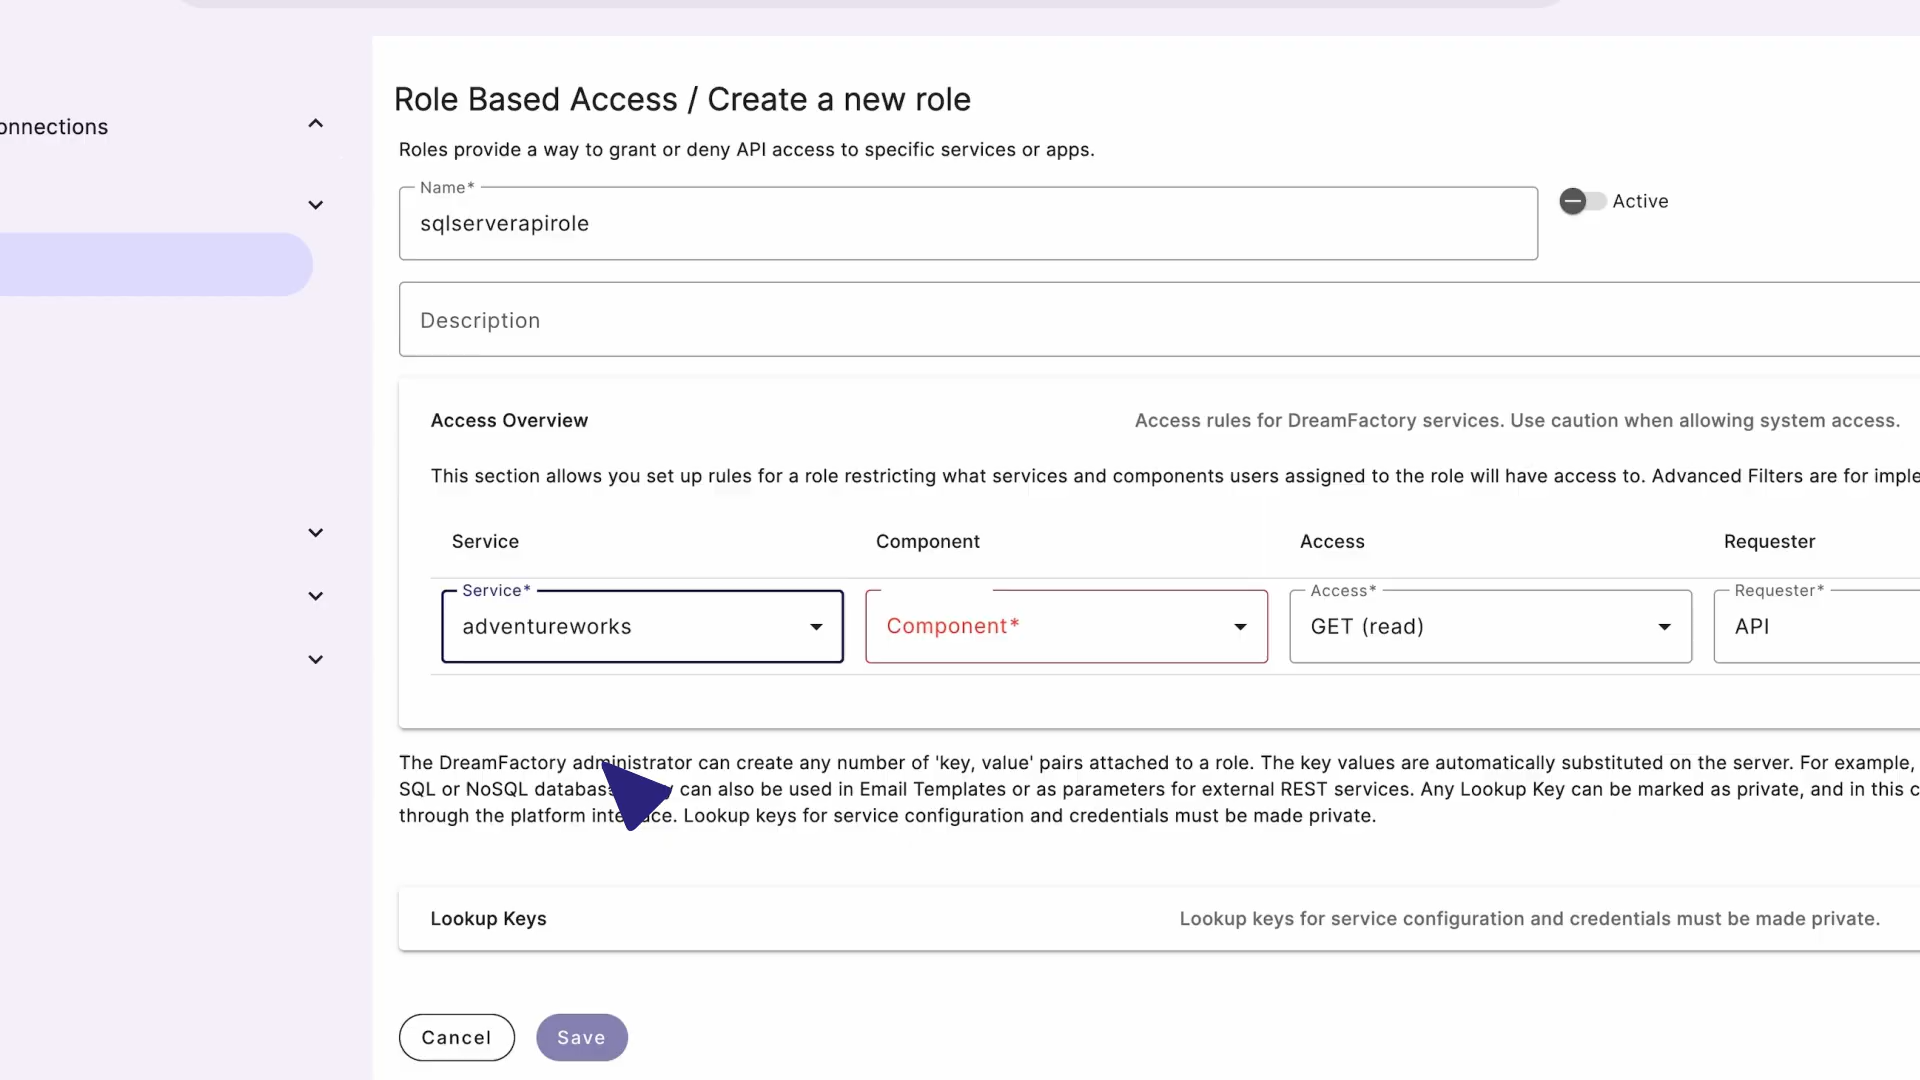 onnections
Role Based Access / Create a new role
Roles provide a way to grant or deny API access to specific services or apps.
Name*
sqlserverapirole
Active
Description
Access Overview
Access rules for DreamFactory services. Use caution when allowing system access.
This section allows you set up rules for a role restricting what services and components users assigned to the role will have access to. Advanced Filters are for imple
Service Component Access Requester
Service* Access* Requester*
adventureworks Component* GET (read) API
The DreamFactory administrator can create any number of 'key, value' pairs attached to a role. The key values are automatically substituted on the server. For example,
SQL or NoSQL databas y can also be used in Email Templates or as parameters for external REST services. Any Lookup Key can be marked as private, and in this c
through the platform inte ce. Lookup keys for service configuration and credentials must be made private.
Lookup Keys
Lookup keys for service configuration and credentials must be made private.
Cancel Save